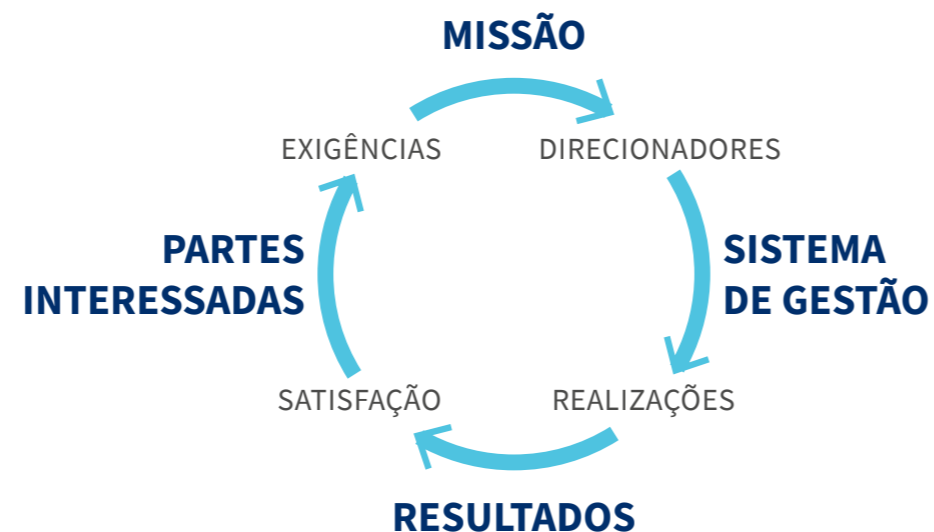 MISSÃO
EXIGÊNCIAS
DIRECIONADORES
PARTES
INTERESSADAS
SISTEMA
DE GESTÃO
SATISFAÇÃO
REALIZAÇÕES
RESULTADOS